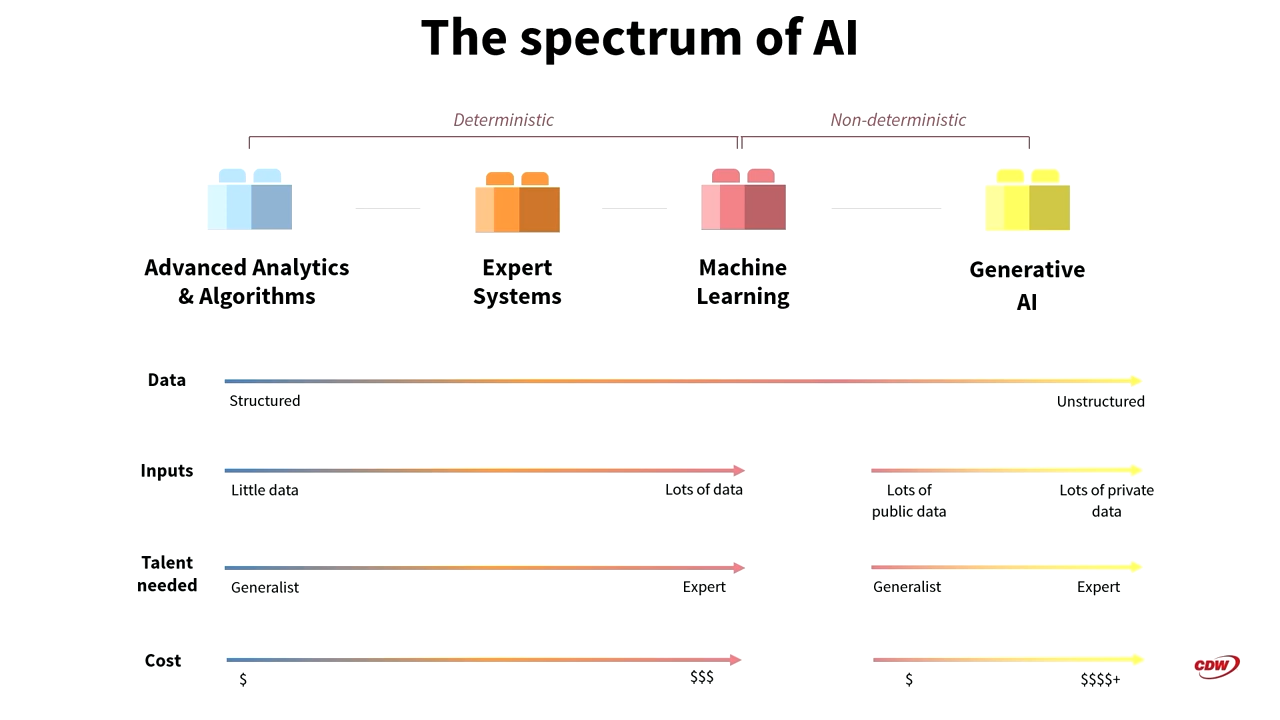 The spectrum of AI
Deterministic
Non-deterministic
Advanced Analytics
& Algorithms
Expert
Systems
Machine
Learning
Generative
AI
Data
Structured
Unstructured
Inputs
Little data
Lots of data
Lots of
public data
Lots of private
data
Talent
needed
Generalist
Expert
Generalist
Expert
Cost
$
$$$
$
$$$$+
CDW